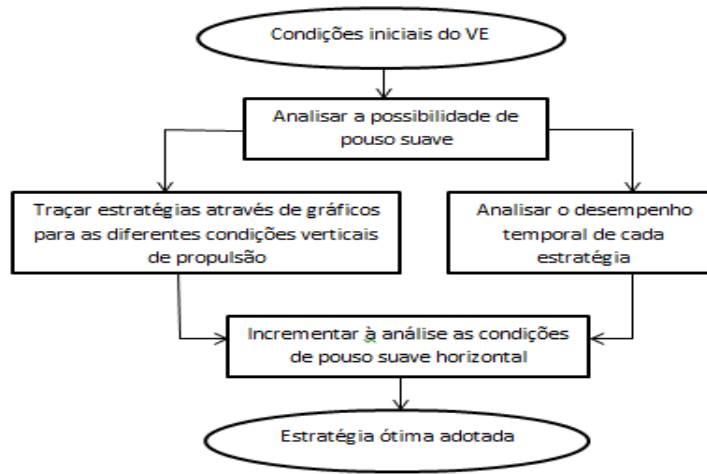 Condições iniciais do VE
Analisar a possibilidade de
pouso suave
Traçar estratégias através de gráficos
para as diferentes condições verticais
de propulsão
Analisar o desempenho
temporal de cada
estratégia
Incrementar à análise as condições
de pouso suave horizontal
Estratégia ótima adotada